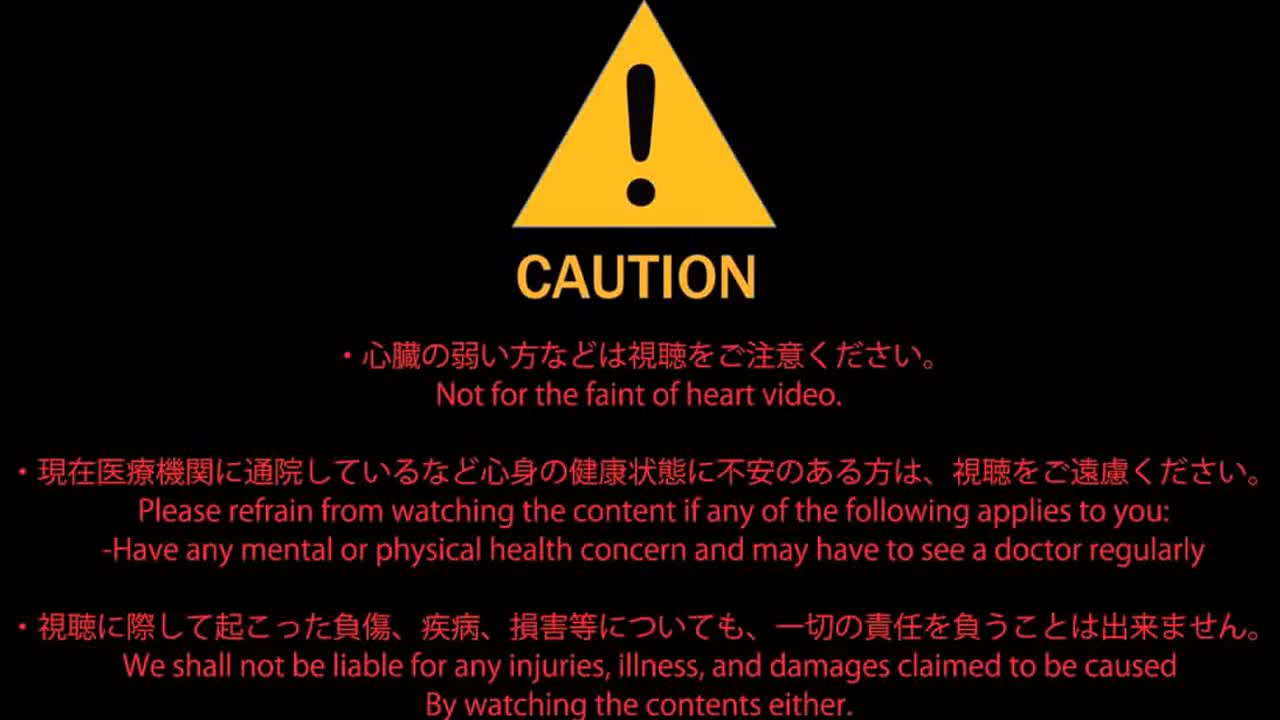 CAUTION
・心臓の弱い方などは視聴をご注意ください。
Not for the faint of heart video.
・現在医療機関に通院しているなど心身の健康状態に不安のある方は、視聴をご遠慮ください。
Please refrain from watching the content if any of the following applies to you:
-Have any mental or physical health concern and may have to see a doctor regularly
・視聴に際して起こった負傷、疾病、損害等についても、一切の責任を負うことは出来ません。
We shall not be liable for any injuries, illness, and damages claimed to be caused
By watching the contents either.